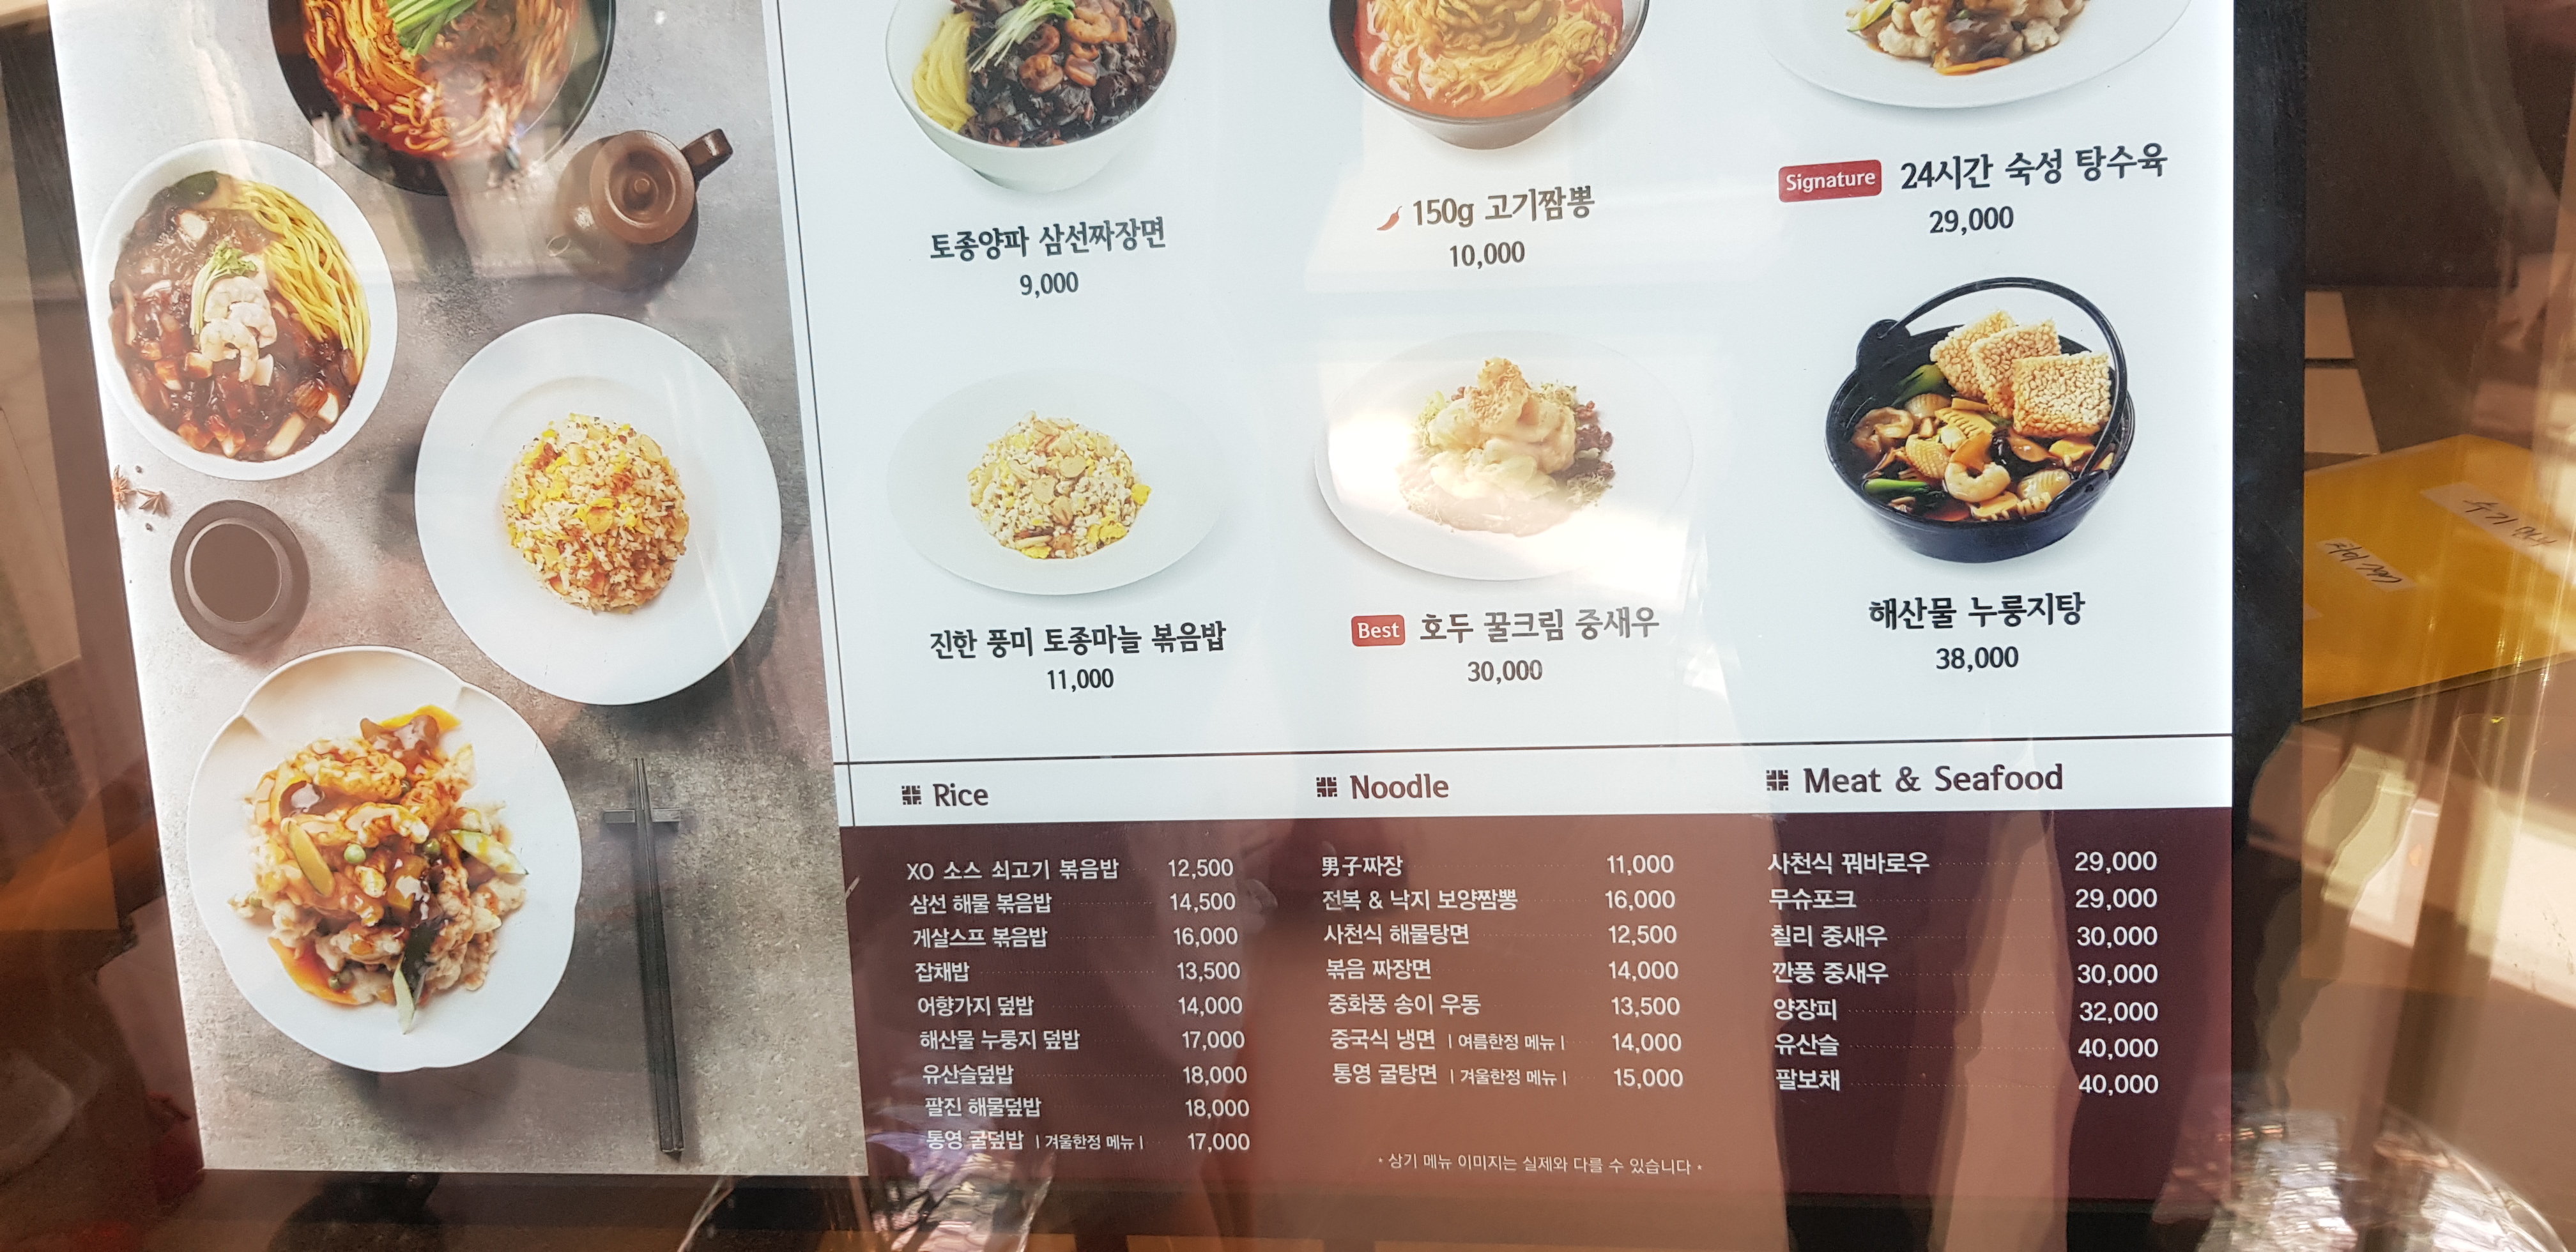 토종양파 삼선짜장면
9,000
150g 고기짬뽕
10,000
Signature 24시간 숙성 탕수육
29,000
진한 풍미 토종마늘 볶음밥
11,000
Best 호두 꿀크림 중새우
30,000
해산물 누룽지탕
38,000
Rice
XO 소스 쇠고기 볶음밥 12,500
삼선 해물 볶음밥 14,500
게살스프 볶음밥 16,000
잡채밥 13,500
어향가지 덮밥 14,000
해산물 누룽지 덮밥 17,000
유산슬덮밥 18,000
팔진 해물덮밥 18,000
통영 굴덮밥 | 겨울한정 메뉴 | 17,000
Noodle
男子짜장 11,000
전복 & 낙지 보양짬뽕 16,000
사천식 해물탕면 12,500
볶음 짜장면 14,000
중화풍 송이 우동 13,500
중국식 냉면 | 여름한정 메뉴 | 14,000
통영 굴탕면 | 겨울한정 메뉴 | 15,000
Meat & Seafood
사천식 꿔바로우 29,000
무슈포크 29,000
칠리 중새우 30,000
깐풍 중새우 30,000
양장피 32,000
유산슬 40,000
팔보채 40,000
* 상기 메뉴 이미지는 실제와 다를 수 있습니다 *